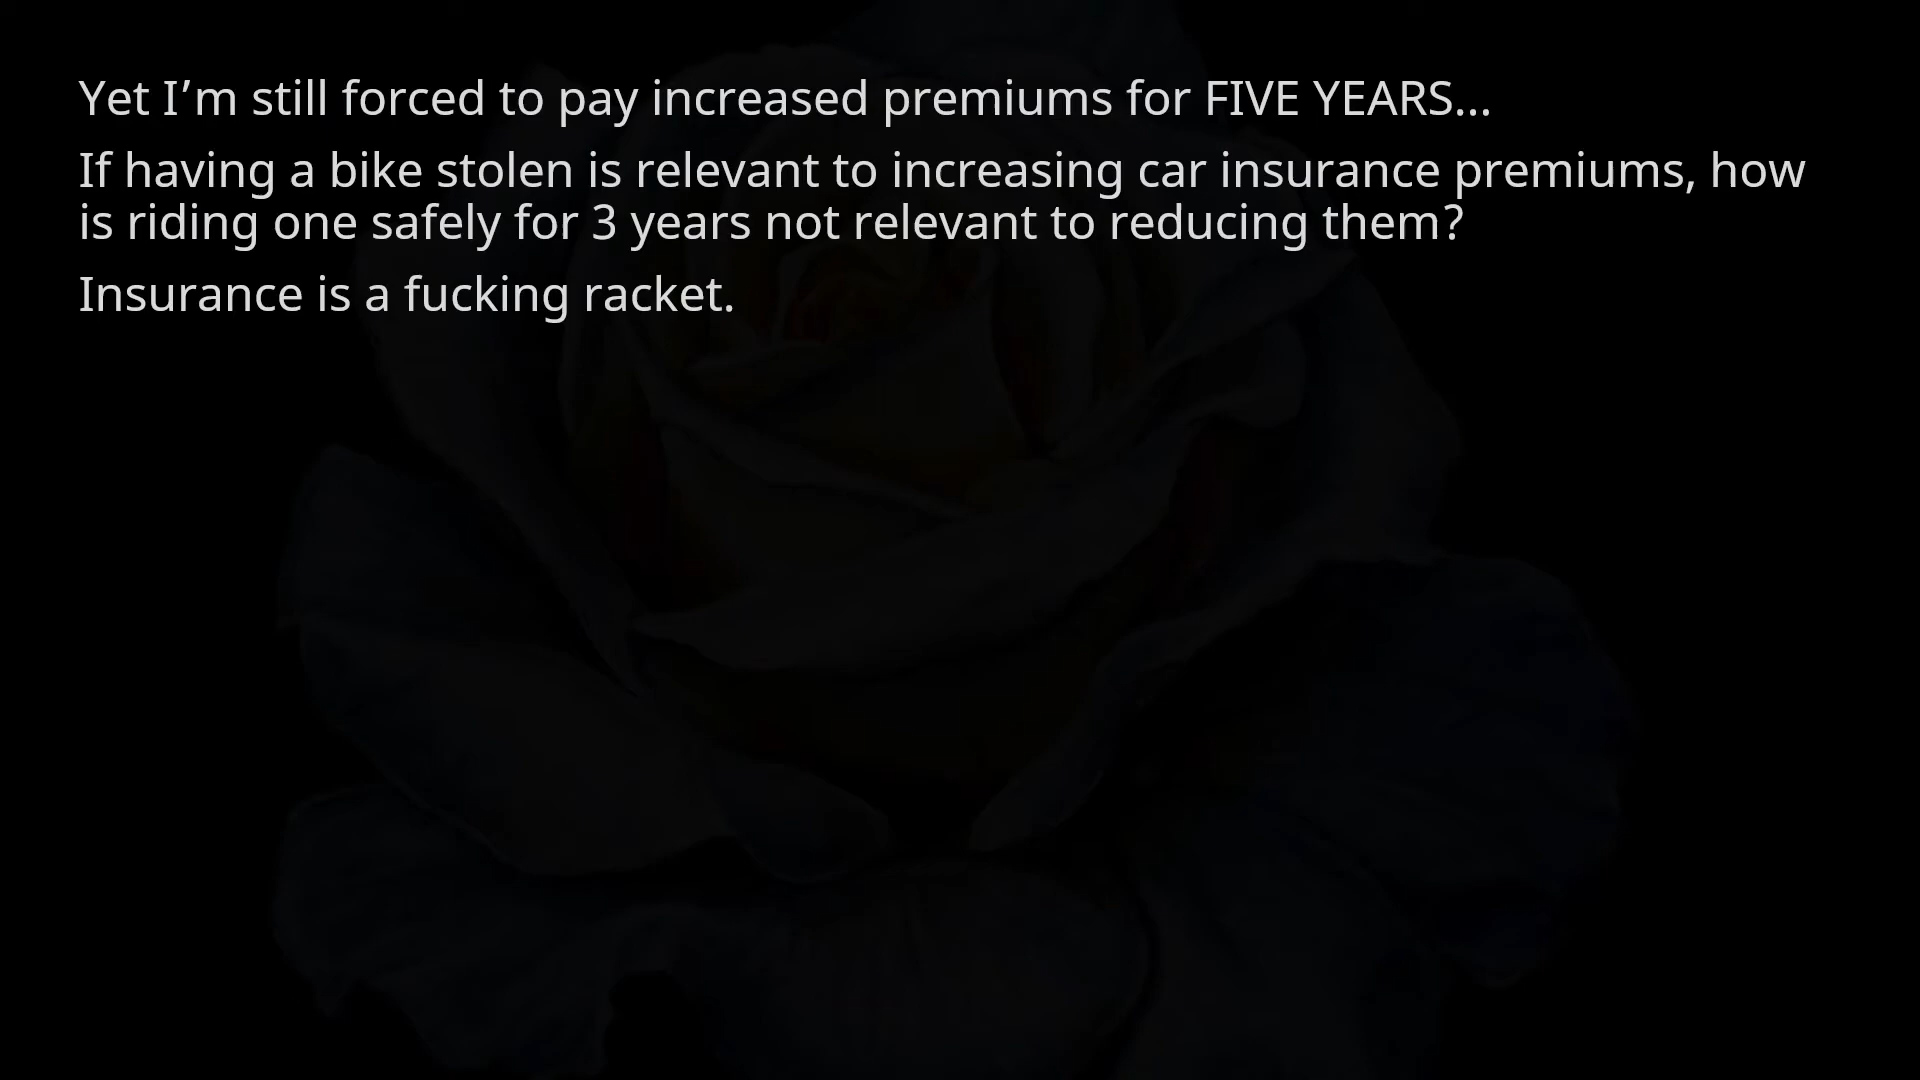 Yet I’m still forced to pay increased premiums for FIVE YEARS…
If having a bike stolen is relevant to increasing car insurance premiums, how
is riding one safely for 3 years not relevant to reducing them?
Insurance is a fucking racket.